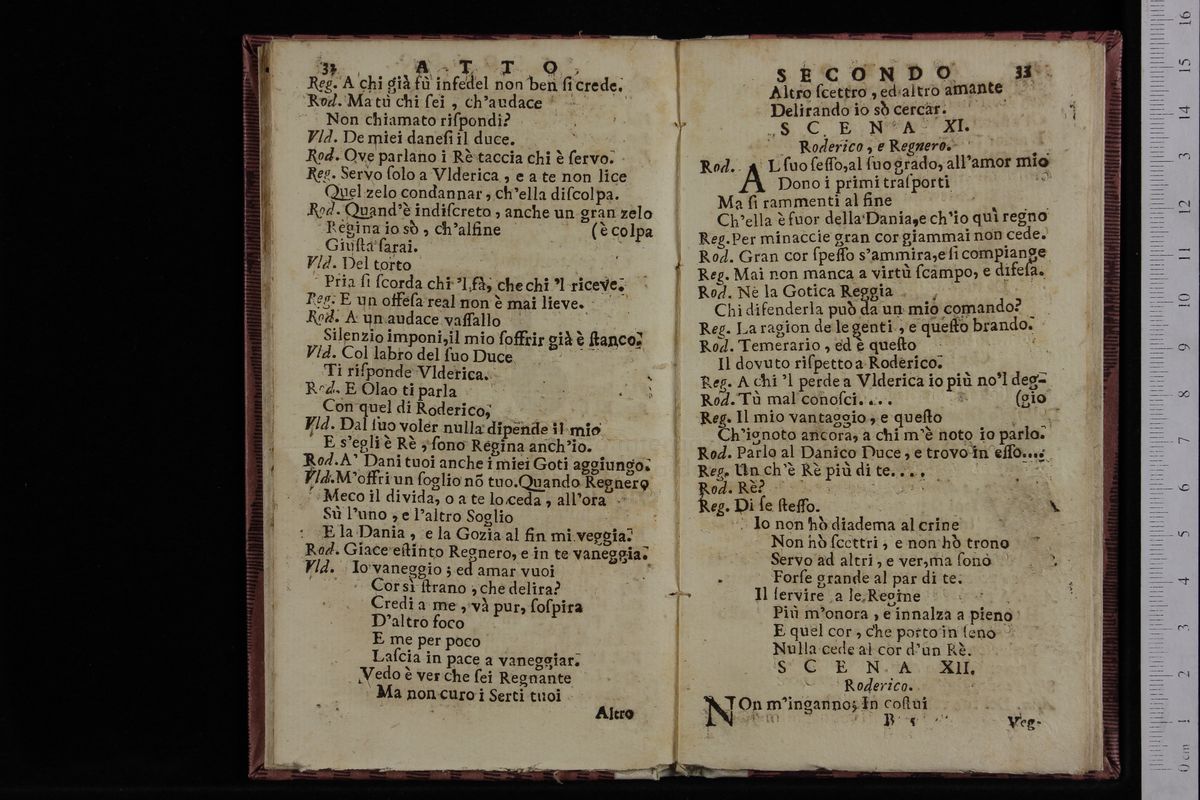 32 ATTO
Reg. A chi già fù infedel non ben ſi crede.
Rod. Ma tù chi ſei , ch'audace
Non chiamato riſpondi?
Vld. De miei daneſi il duce.
Rod. Ove parlano i Rè taccia chi è ſervo.
Reg. Servo ſolo a Vlderica , e a te non lice
Quel zelo condannar , ch'ella diſcolpa.
Rod. Quand'è indiſcreto , anche un gran zelo
Regina io sò , ch'alfine (è colpa
Giuſta ſarai.
Vld. Del torto
Pria ſi ſcorda chi 'l fà, che chi 'l riceve.
Reg. E un offeſa real non è mai lieve.
Rod. A un audace vaſſallo
Silenzio imponi,il mio ſoffrir già è ſtanco.
Vld. Col labro del ſuo Duce
Ti riſponde Vlderica.
Rod. E Olao ti parla
Con quel di Roderico,
Vld. Dal ſuo voler nulla dipende il mio
E s'egli è Rè , ſono Regina anch'io.
Rod.A' Dani tuoi anche i miei Goti aggiungo.
Vld.M'offri un ſoglio nõ tuo.Quando Regnero
Meco il divida, o a te lo ceda , all'ora
Sù l'uno , e l'altro Soglio
E la Dania , e la Gozia al fin mi veggia.
Rod. Giace eſtinto Regnero, e in te vaneggia.
Vld. Io vaneggio ; ed amar vuoi
Cor sì ſtrano , che delira?
Credi a me , và pur, ſoſpira
D'altro foco
E me per poco
Laſcia in pace a vaneggiar.
Vedo è ver che ſei Regnante
Ma non curo i Serti tuoi
Altro
SECONDO 33
Altro ſcettro , ed altro amante
Delirando io sò cercar.
SCENA XI.
Roderico , e Regnero.
Rod. AL ſuo ſeſſo,al ſuo grado, all'amor mio
Dono i primi traſporti
Ma ſi rammenti al fine
Ch'ella è fuor della Dania,e ch'io quì regno
Reg.Per minaccie gran cor giammai non cede.
Rod. Gran cor ſpeſſo s'ammira,e ſi compiange
Reg. Mai non manca a virtù ſcampo, e difeſa.
Rod. Nè la Gotica Reggia
Chi difenderla può da un mio comando?
Reg. La ragion de le genti , e queſto brando.
Rod. Temerario , ed è queſto
Il dovuto riſpetto a Roderico.
Reg. A chi 'l perde a Vlderica io più no'l deg-
Rod.Tù mal conoſci.... (gio
Reg. Il mio vantaggio , e queſto
Ch'ignoto ancora, a chi m'è noto io parlo.
Rod. Parlo al Danico Duce , e trovo in eſſo....
Reg. Un ch'è Rè più di te....
Rod. Rè?
Reg. Di ſe ſteſſo.
Io non hò diadema al crine
Non hò ſcettri , e non hò trono
Servo ad altri , e ver,ma ſono
Forſe grande al par di te.
Il ſervire a le Regine
Più m'onora , e innalza a pieno
E quel cor , che porto in ſeno
Nulla cede al cor d'un Rè.
SCENA XII.
Roderico.
NOn m'inganno; In coſtui
B 5 Veg-